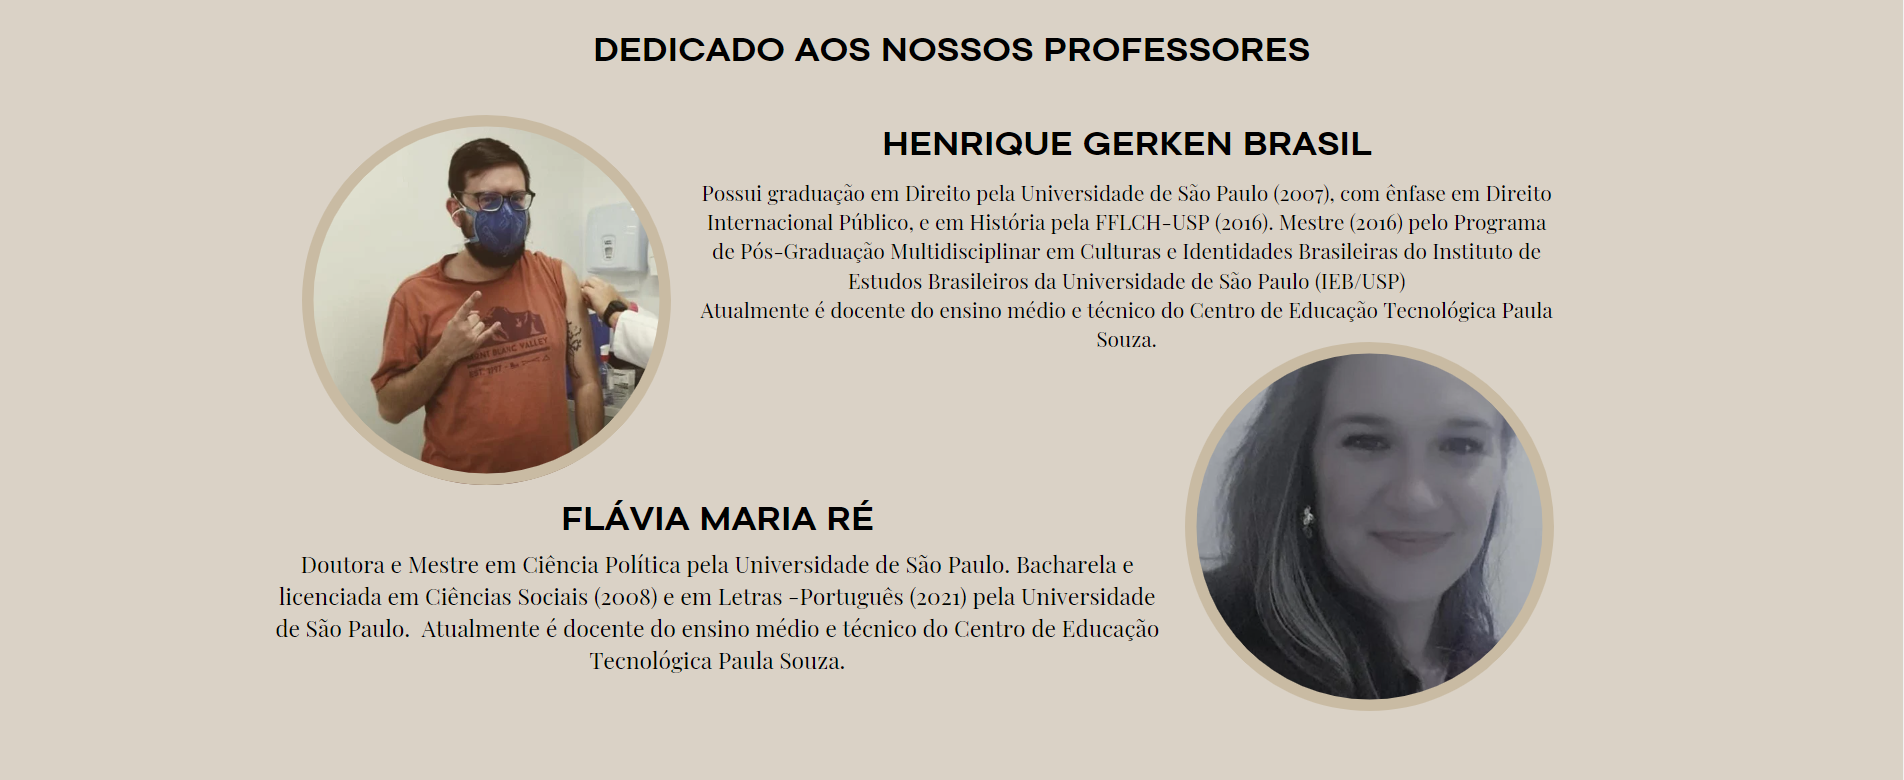 DEDICADO AOS NOSSOS PROFESSORES
HENRIQUE GERKEN BRASIL
Possui graduação em Direito pela Universidade de São Paulo (2007), com ênfase em Direito
Internacional Público, e em História pela FFLCH-USP (2016). Mestre (2016) pelo Programa
de Pós-Graduação Multidisciplinar em Culturas e Identidades Brasileiras do Instituto de
Estudos Brasileiros da Universidade de São Paulo (IEB/USP)
Atualmente é docente do ensino médio e técnico do Centro de Educação Tecnológica Paula
Souza.
BLANC VALLEY
FLÁVIA MARIA RÉ
Doutora e Mestre em Ciência Política pela Universidade de São Paulo. Bacharela e
licenciada em Ciências Sociais (2008) e em Letras -Português (2021) pela Universidade
de São Paulo.  Atualmente é docente do ensino médio e técnico do Centro de Educação
Tecnológica Paula Souza.